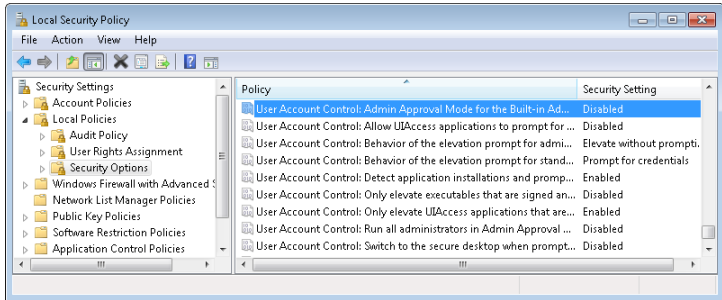 Local Security Policy
File Action View Help
Security Settings
Account Policies
Local Policies
Audit Policy
User Rights Assignment
Security Options
Windows Firewall with Advanced S
Network List Manager Policies
Public Key Policies
Software Restriction Policies
Application Control Policies
Policy Security Setting
User Account Control: Admin Approval Mode for the Built-in Ad... Disabled
User Account Control: Allow UIAccess applications to prompt for ... Disabled
User Account Control: Behavior of the elevation prompt for admi... Elevate without prompti.
User Account Control: Behavior of the elevation prompt for stand... Prompt for credentials
User Account Control: Detect application installations and promp... Enabled
User Account Control: Only elevate executables that are signed an... Disabled
User Account Control: Only elevate UIAccess applications that are... Enabled
User Account Control: Run all administrators in Admin Approval ... Disabled
User Account Control: Switch to the secure desktop when prompt... Disabled